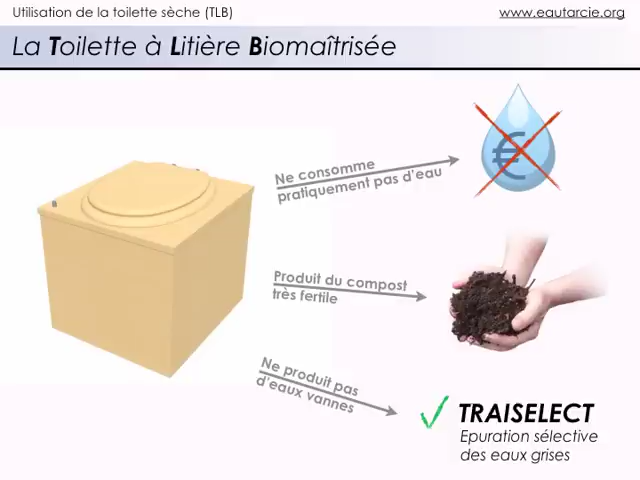 Utilisation de la toilette sèche (TLB)
www.eautarcie.org
La Toilette à Litière Biomaîtrisée
Ne consomme
pratiquement pas d'eau
€
Produit du compost
très fertile
Ne produit pas
d'eaux vannes
TRAISELECT
Epuration sélective
des eaux grises